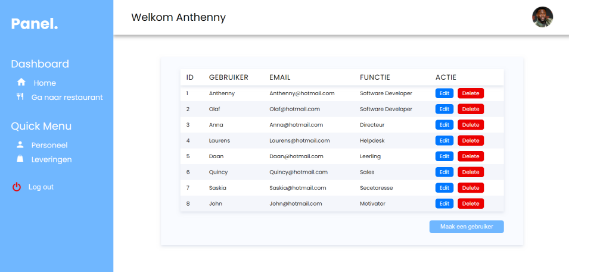 Panel.
Welkom Anthenny
Dashboard
Home
Ga naar restaurant
Quick Menu
Personeel
Leveringen
Log out
ID GEBRUIKER EMAIL FUNCTIE ACTIE
1 Anthenny Anthenny@hotmail.com Software Developer Edit Delete
2 Olaf Olaf@hotmail.com Software Developer Edit Delete
3 Anna Anna@hotmail.com Directeur Edit Delete
4 Lourens Lourens@hotmail.com Helpdesk Edit Delete
5 Daan Daan@hotmail.com Leerling Edit Delete
6 Quincy Quincy@hotmail.com Sales Edit Delete
7 Saskia Saskia@hotmail.com Secetaresse Edit Delete
8 John John@hotmail.com Motivator Edit Delete
Maak een gebruiker